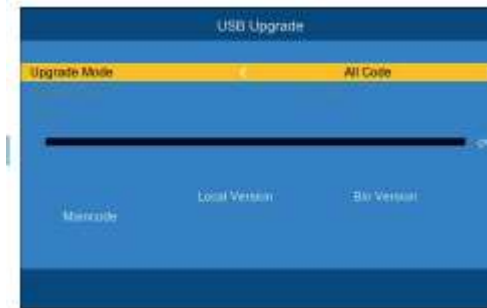 USB Upgrade
Upgrade Mode < All Code
Local Version Bin Version
Maincode